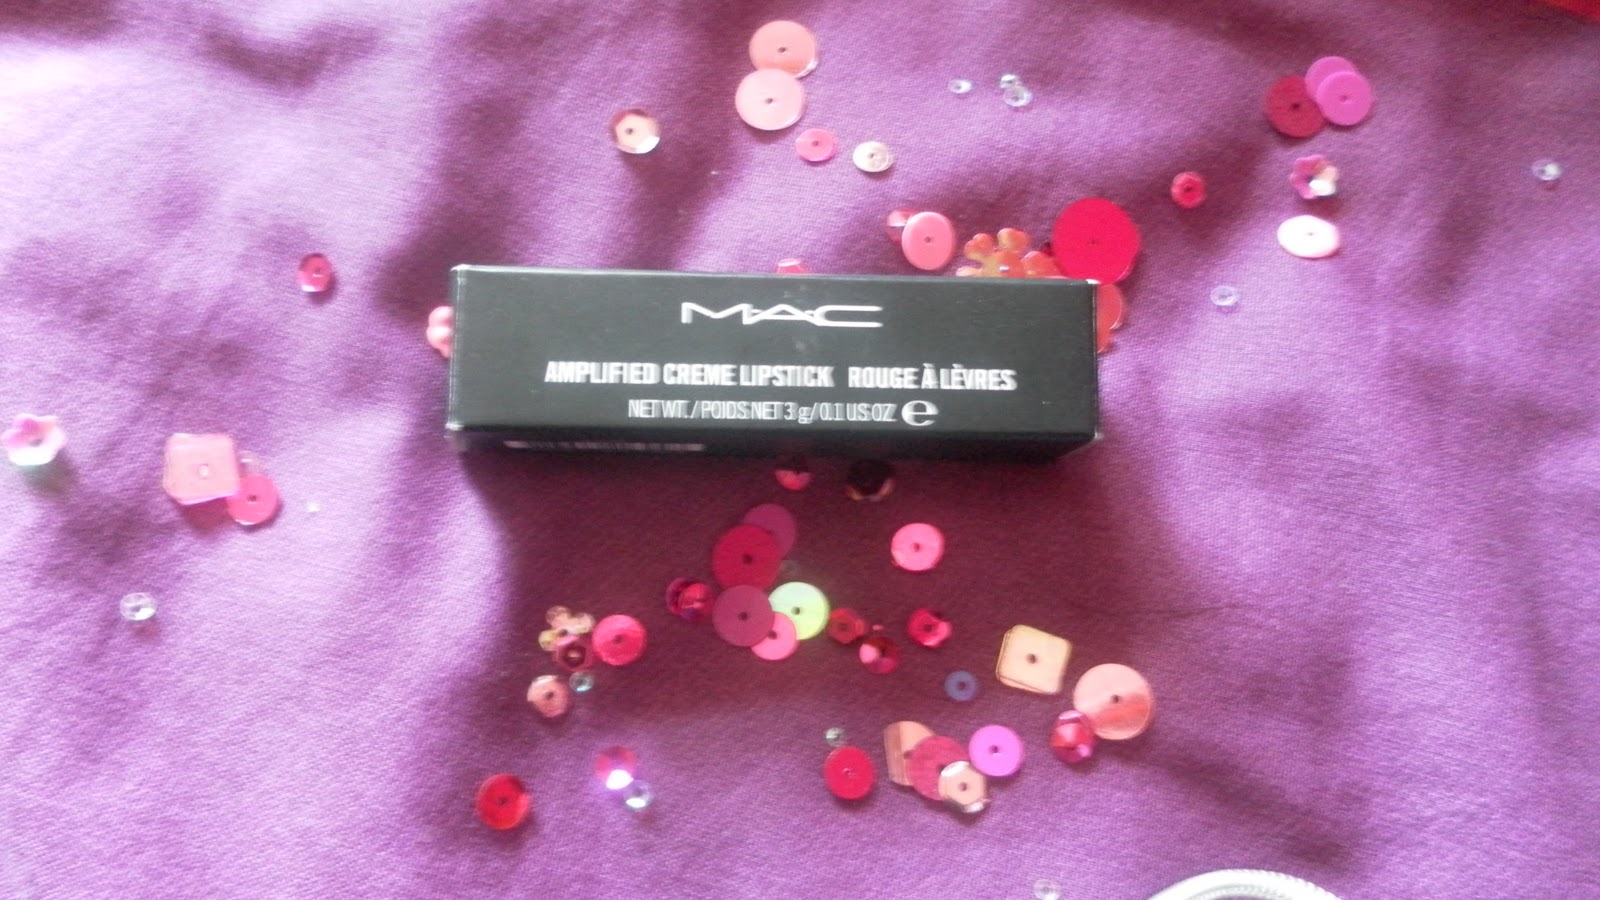 MAC
AMPLIFIED CREME LIPSTICK ROUGE À LÈVRES
NET WT./POIDS NET 3 g/0.1 US OZ e